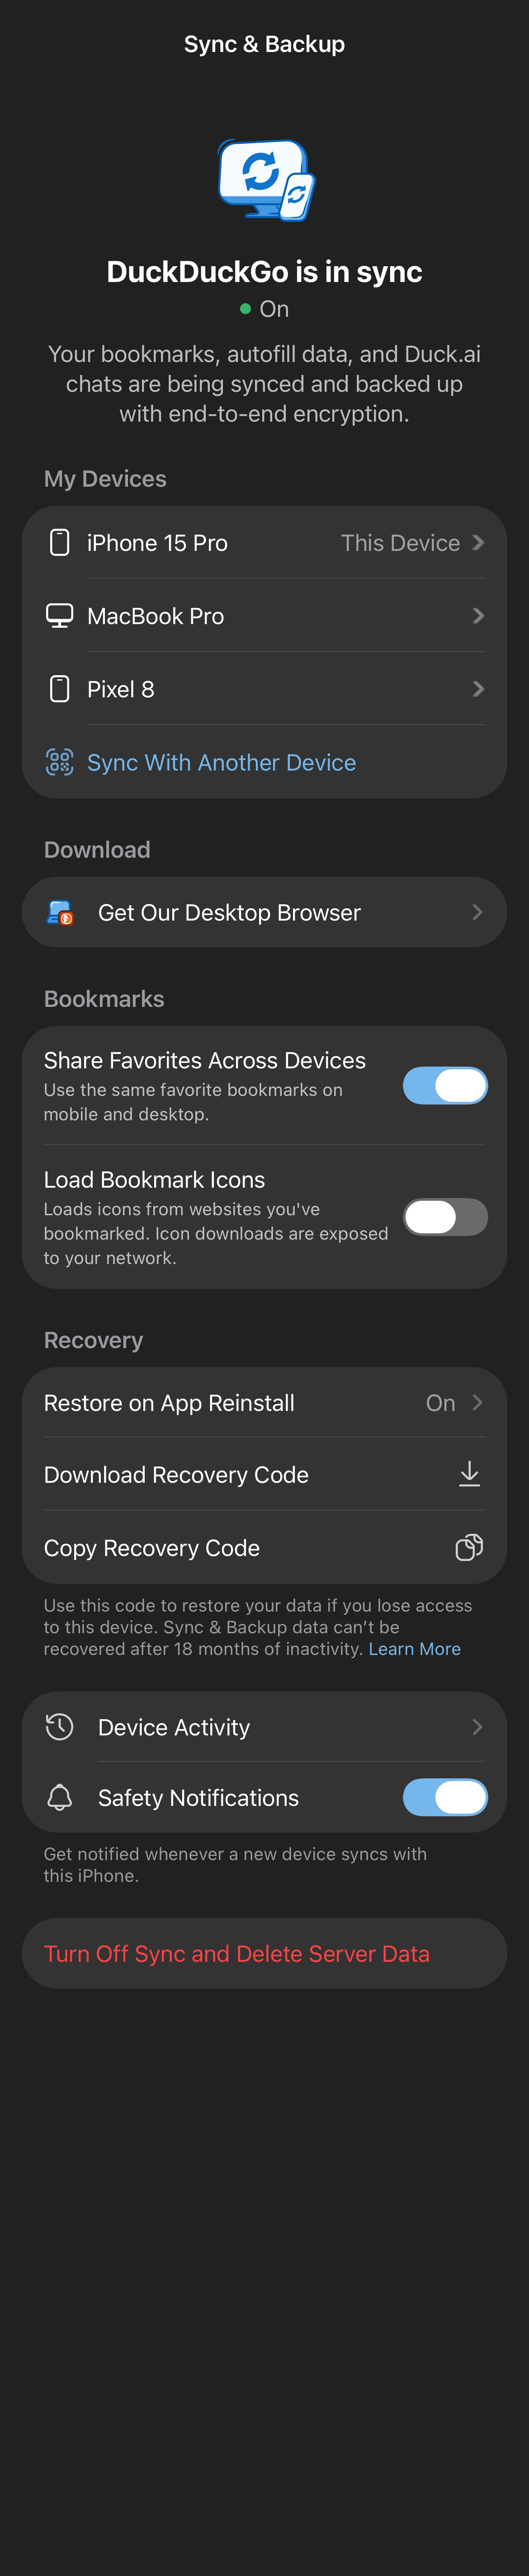 Sync & Backup
DuckDuckGo is in sync
On
Your bookmarks, autofill data, and Duck.ai
chats are being synced and backed up
with end-to-end encryption.
My Devices
iPhone 15 Pro This Device
MacBook Pro
Pixel 8
Sync With Another Device
Download
Get Our Desktop Browser
Bookmarks
Share Favorites Across Devices
Use the same favorite bookmarks on
mobile and desktop.
Load Bookmark Icons
Loads icons from websites you've
bookmarked. Icon downloads are exposed
to your network.
Recovery
Restore on App Reinstall On
Download Recovery Code
Copy Recovery Code
Use this code to restore your data if you lose access
to this device. Sync & Backup data can’t be
recovered after 18 months of inactivity. Learn More
Device Activity
Safety Notifications
Get notified whenever a new device syncs with
this iPhone.
Turn Off Sync and Delete Server Data